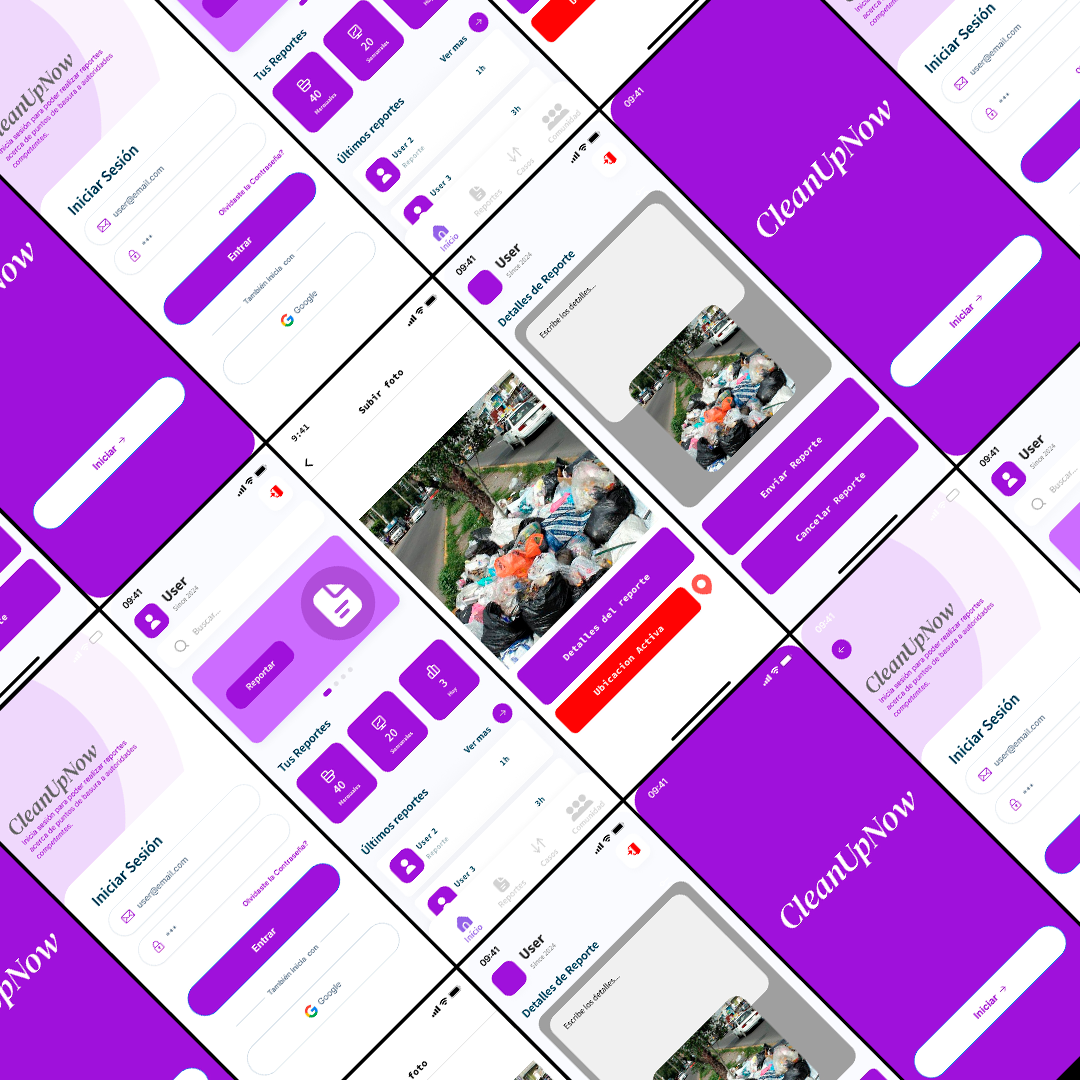 CleanUpNow
Inicia sesión para poder realizar reportes
acerca de puntos de basura a autoridades
competentes.
Iniciar Sesión
user@email.com
***
Olvidaste la Contraseña?
Entrar
También inicia con
Google
Tus Reportes
40
Mensuales
20
Semanales
Ver mas
Últimos reportes
1h
User 2
Reporte
3h
User 3
Inicio
Reportes
Casos
Comunidad
09:41
User
Since 2024
Detalles de Reporte
Escribe los detalles...
Enviar Reporte
Cancelar Reporte
09:41
CleanUpNow
Iniciar
Iniciar Sesión
user@email.com
***
Iniciar
9:41
Subir foto
Detalles del reporte
Ubicacion Activa
09:41
User
Since 2024
Buscar...
Reportar
Tus Reportes
40
Mensuales
20
Semanales
3
Hoy
Ver mas
Últimos reportes
1h
User 2
Reporte
3h
User 3
Inicio
Reportes
Casos
Comunidad
09:41
User
Since 2024
Buscar...
09:41
CleanUpNow
Inicia sesión para poder realizar reportes
acerca de puntos de basura a autoridades
competentes.
Iniciar Sesión
user@email.com
***
CleanUpNow
Inicia sesión para poder realizar reportes
acerca de puntos de basura a autoridades
competentes.
Iniciar Sesión
user@email.com
***
Olvidaste la Contraseña?
Entrar
También inicia con
Google
09:41
CleanUpNow
Iniciar
09:41
User
Since 2024
Detalles de Reporte
Escribe los detalles...
foto